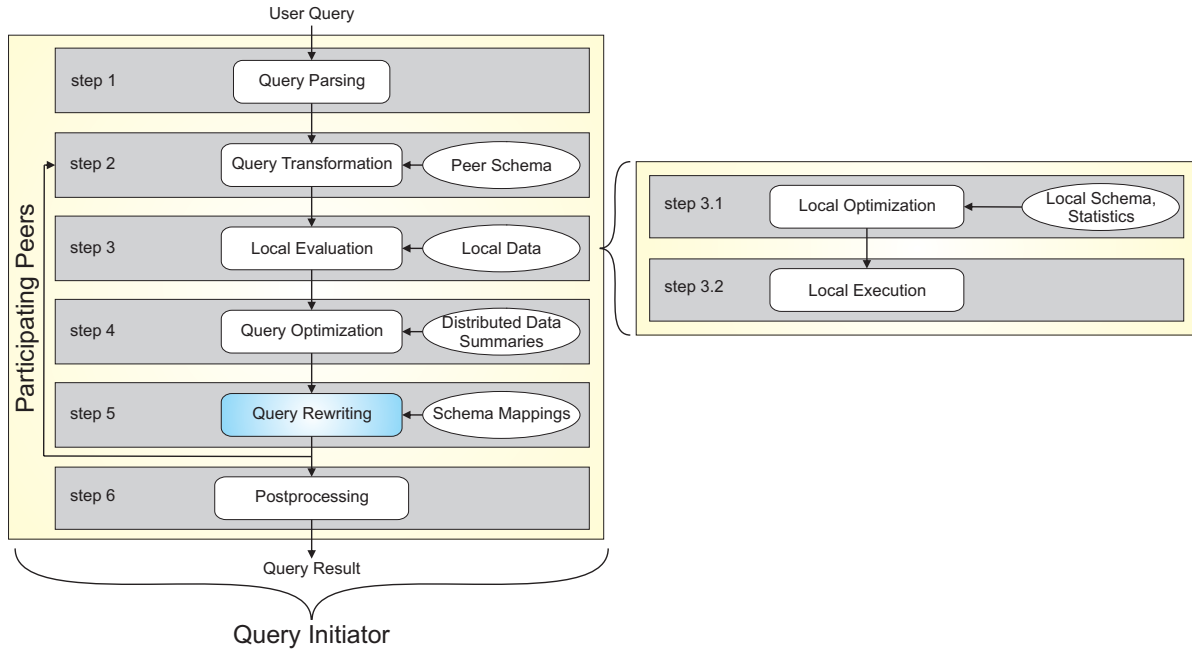 User Query
Participating Peers
step 1
Query Parsing
step 2
Query Transformation
Peer Schema
step 3
Local Evaluation
Local Data
step 4
Query Optimization
Distributed Data
Summaries
step 5
Query Rewriting
Schema Mappings
step 6
Postprocessing
Query Result
Query Initiator
step 3.1
Local Optimization
Local Schema,
Statistics
step 3.2
Local Execution